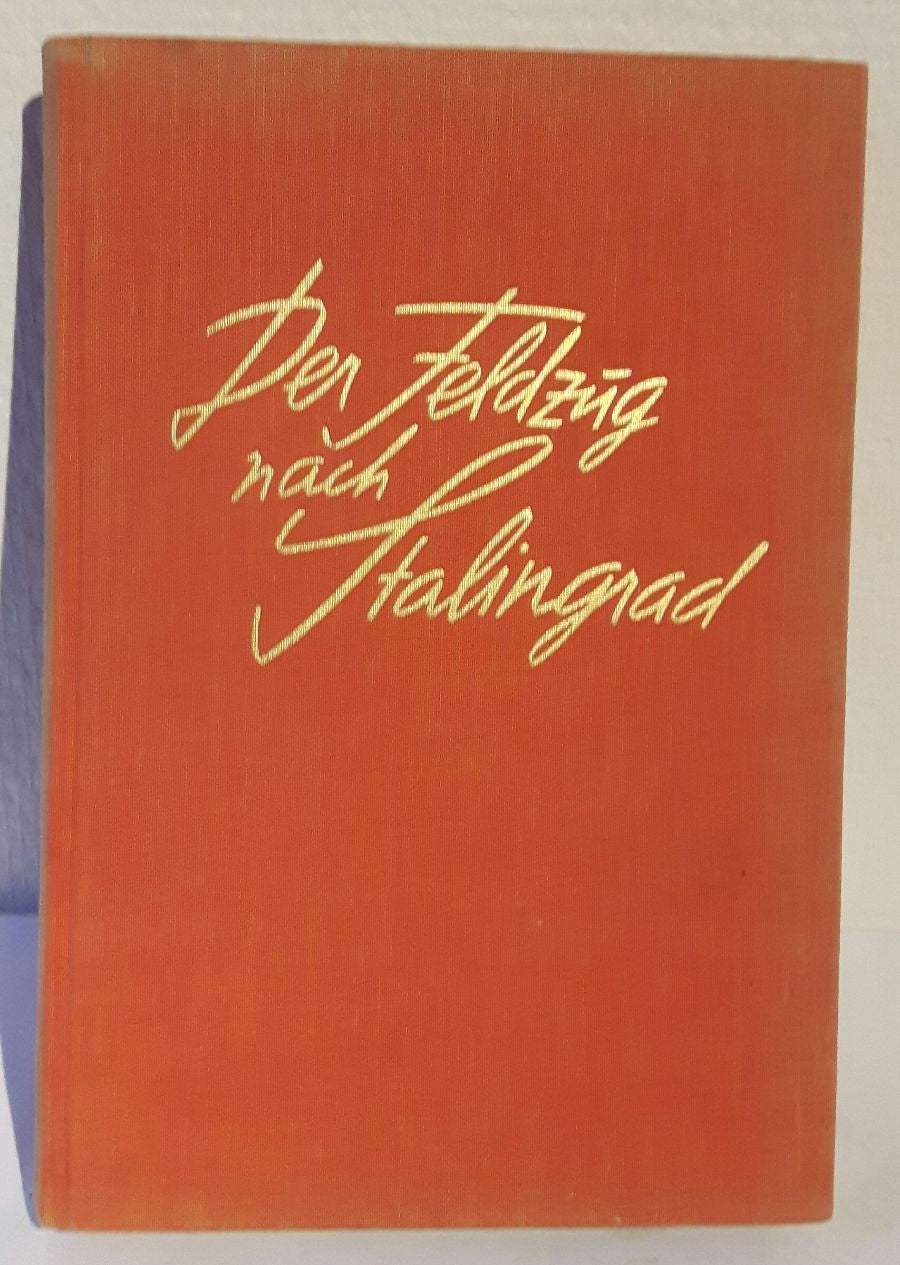 Der Feldzug
nach
Stalingrad